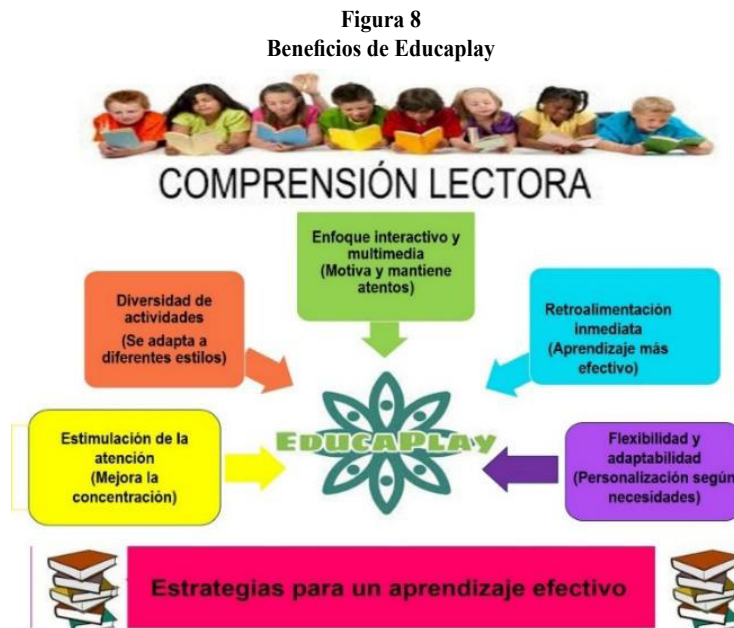 Figura 8
Beneficios de Educaplay
COMPRENSIÓN LECTORA
Enfoque interactivo y
multimedia
(Motiva y mantiene
atentos)
Diversidad de
actividades
(Se adapta a
diferentes estilos)
Retroalimentación
inmediata
(Aprendizaje más
efectivo)
Estimulación de la
atención
(Mejora la
concentración)
EDUCAPLAY
Flexibilidad y
adaptabilidad
(Personalización según
necesidades)
Estrategias para un aprendizaje efectivo